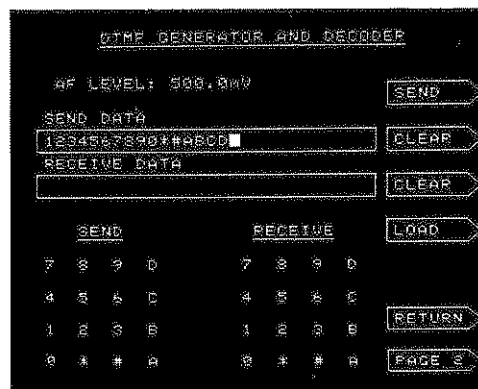 DTMF GENERATOR AND DECODER
AF LEVEL: 500.0mV
SEND
SEND DATA
1234567890*#ABCD
CLEAR
RECEIVE DATA
CLEAR
SEND RECEIVE
LOAD
7 8 9 D 7 8 9 D
4 5 6 C 4 5 6 C
1 2 3 B 1 2 3 B
RETURN
0 * # A 0 * # A
PAGE 2